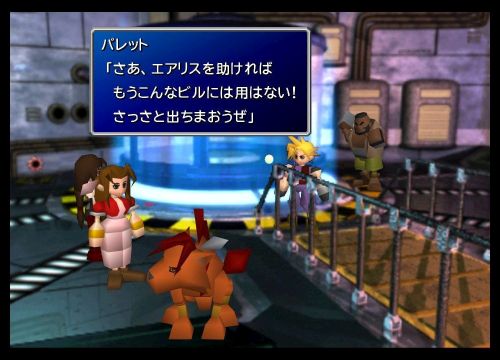 バレット
「さあ、エアリスを助ければ
もうこんなビルには用はない!
さっさと出ちまおうぜ」